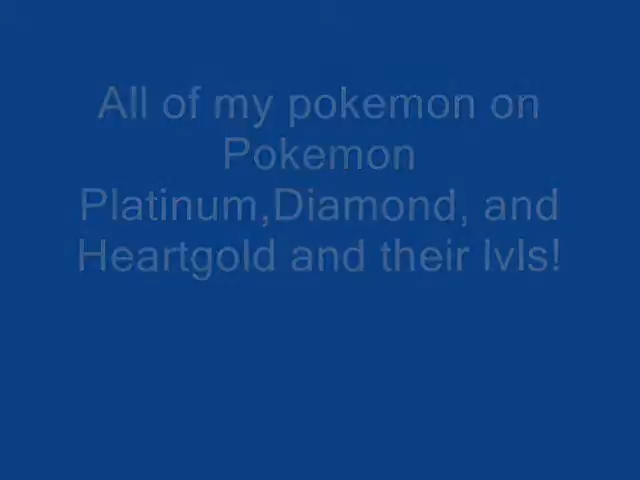 All of my pokemon on
Pokemon
Platinum,Diamond, and
Heartgold and their lvls!